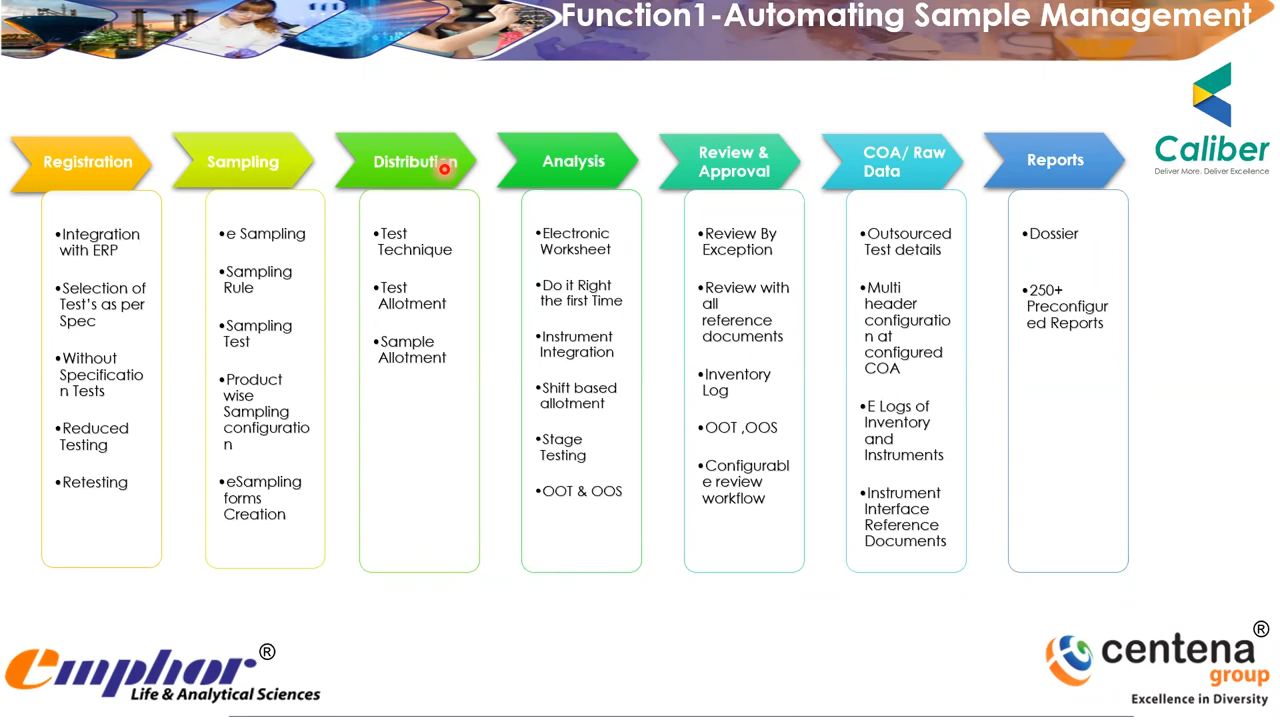 Function1-Automating Sample Management
Caliber
Deliver More. Deliver Excellence
Registration
•Integration
with ERP
•Selection of
Test's as per
Spec
•Without
Specificatio
n Tests
•Reduced
Testing
•Retesting
Sampling
•e Sampling
•Sampling
Rule
•Sampling
Test
•Product
wise
Sampling
configuratio
n
•eSampling
forms
Creation
Distribution
•Test
Technique
•Test
Allotment
•Sample
Allotment
Analysis
•Electronic
Worksheet
•Do it Right
the first Time
•Instrument
Integration
•Shift based
allotment
•Stage
Testing
•OOT & OOS
Review &
Approval
•Review By
Exception
•Review with
all
reference
documents
•Inventory
Log
•OOT ,OOS
•Configurabl
e review
workflow
COA/ Raw
Data
•Outsourced
Test details
•Multi
header
configuratio
n at
configured
COA
•E Logs of
Inventory
and
Instruments
•Instrument
Interface
Reference
Documents
Reports
•Dossier
•250+
Preconfigur
ed Reports
emphor®
Life & Analytical Sciences
centena®
group
Excellence in Diversity